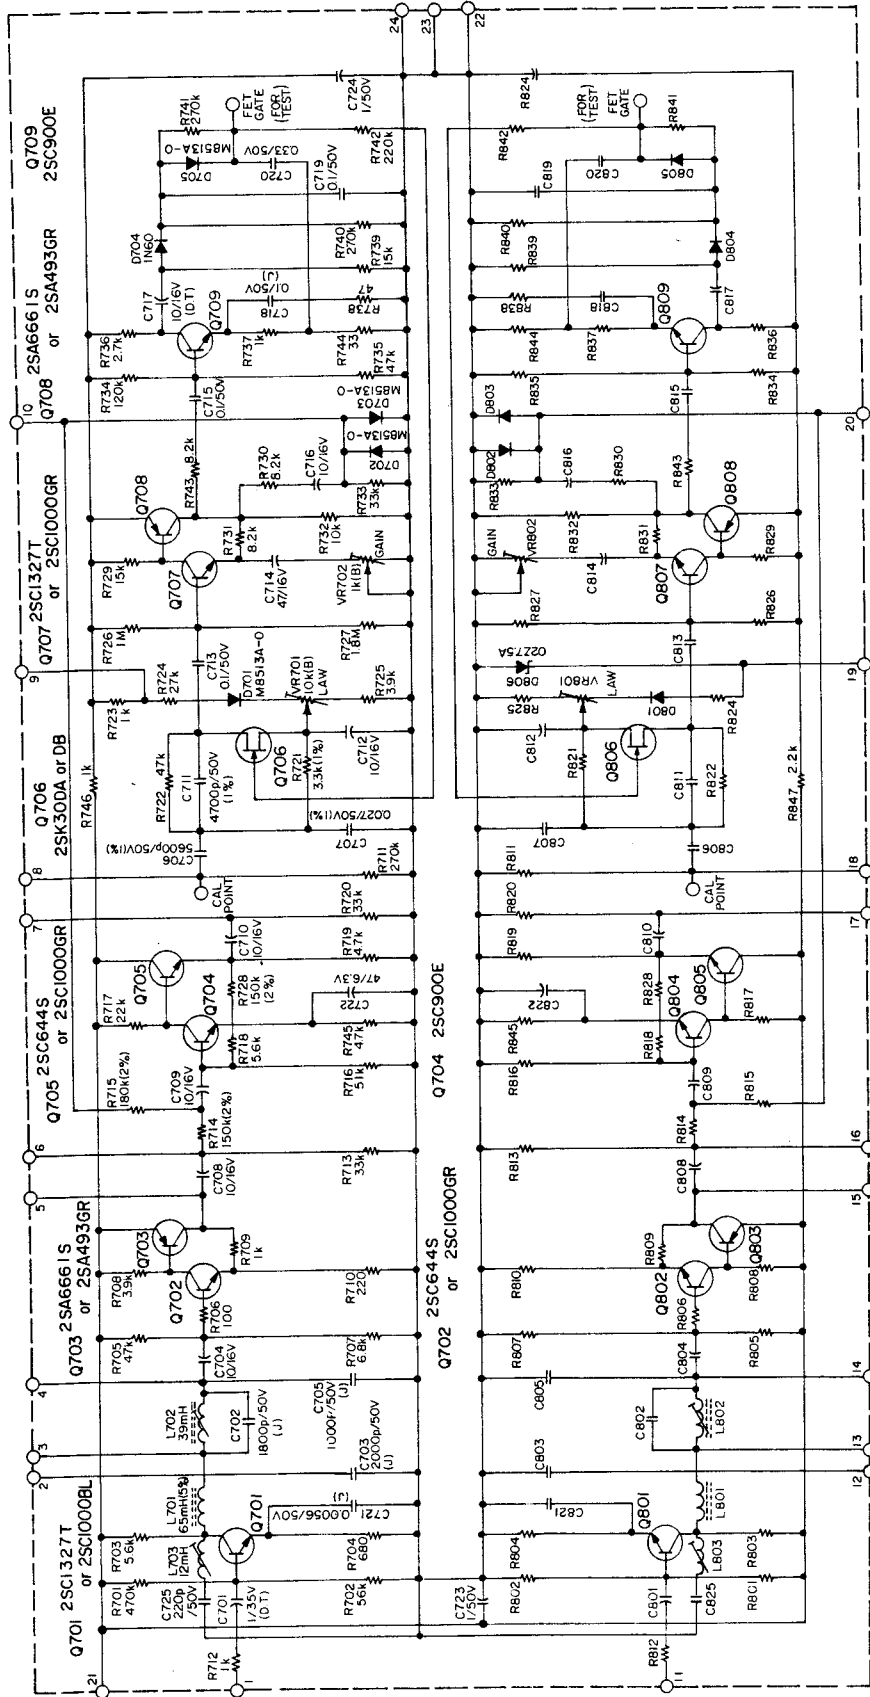 Q701 2SC1327T
or 2SC1000BL
Q703 2SA666IS
or 2SA493GR
Q705 2SC644S
or 2SC1000GR
Q706
2SK30DA or DB
Q707 2SC1327T
or 2SC1000GR
Q708 2SA666IS
or 2SA493GR
Q709
2SC900E
21
2
3
4
5
6
7
8
9
10
24
23
22
R701
470k
R703
5.6k
C725
220p
/50V
L703
12mH
L701
65mH(5%)
C701
1/35V
(D.T)
R712
1k
1
Q701
R702
56k
R704
680
C721
0.0056/50V
(J)
C703
2000p/50V
(J)
L702
39mH
C702
1800p/50V
(J)
C705
1000P/50V
(J)
C704
10/16V
R705
47k
R706
100
R707
6.8k
R708
3.9k
Q702
Q703
R709
1k
R710
220
C708
10/16V
R713
33k
R714
150k(2%)
R715
180k(2%)
C709
10/16V
R716
51k
R717
22k
Q704
Q705
R718
5.6k
R728
150k
(2%)
R745
4.7k
C722
47/6.3V
R719
4.7k
C710
10/16V
R720
33k
R711
270k
CAL
POINT
C706
5600p/50V(1%)
C707
0.027/50V(1%)
R746
1k
R722
47k
C711
4700p/50V
(1%)
Q706
R721
3.3k(1%)
C712
10/16V
R723
1k
R724
27k
D701
M8513A-O
VR701
10k(B)
LAW
R725
3.9k
C713
0.1/50V
R726
1M
R727
1.8M
R729
15k
Q707
Q708
R731
8.2k
C714
47/16V
VR702
1k(B)
GAIN
R732
10k
R730
8.2k
C716
10/16V
R733
33k
D702
M8513A-O
D703
M8513A-O
R743
8.2k
C715
0.1/50V
R734
120k
R735
47k
R736
2.7k
Q709
R737
1k
R744
33
C717
10/16V
(D.T)
C718
0.1/50V
(J)
R738
47
D704
1N60
R739
15k
R740
270k
C719
0.1/50V
D705
M8513A-O
C720
0.33/50V
R741
270k
FET
GATE
(FOR
TEST)
R742
220k
C724
1/50V
Q702 2SC644S
or 2SC1000GR
Q704 2SC900E
C723
1/50V
R802
R804
C821
C803
C805
R807
R810
R813
R816
R845
C822
R819
R820
R811
C807
C812
R825
D806
02Z7.5A
R827
GAIN
VR802
R833
D802
D803
R835
R844
R838
R839
R840
C819
R842
R824
11
R812
C801
Q801
R801
C825
L803
R803
L801
12
13
C802
L802
14
C804
R805
R806
Q802
R808
R809
Q803
15
C808
16
R814
R815
C809
Q804
Q805
R817
R818
R828
C810
17
18
CAL
POINT
C806
R821
Q806
C811
R822
R847 2.2k
VR801
LAW
D801
R824
19
C813
R826
C814
Q807
R829
R831
R832
Q808
C816
R830
R843
20
C815
R834
R836
Q809
R837
C818
C817
D804
C820
D805
R841
FET
GATE
(FOR
TEST)